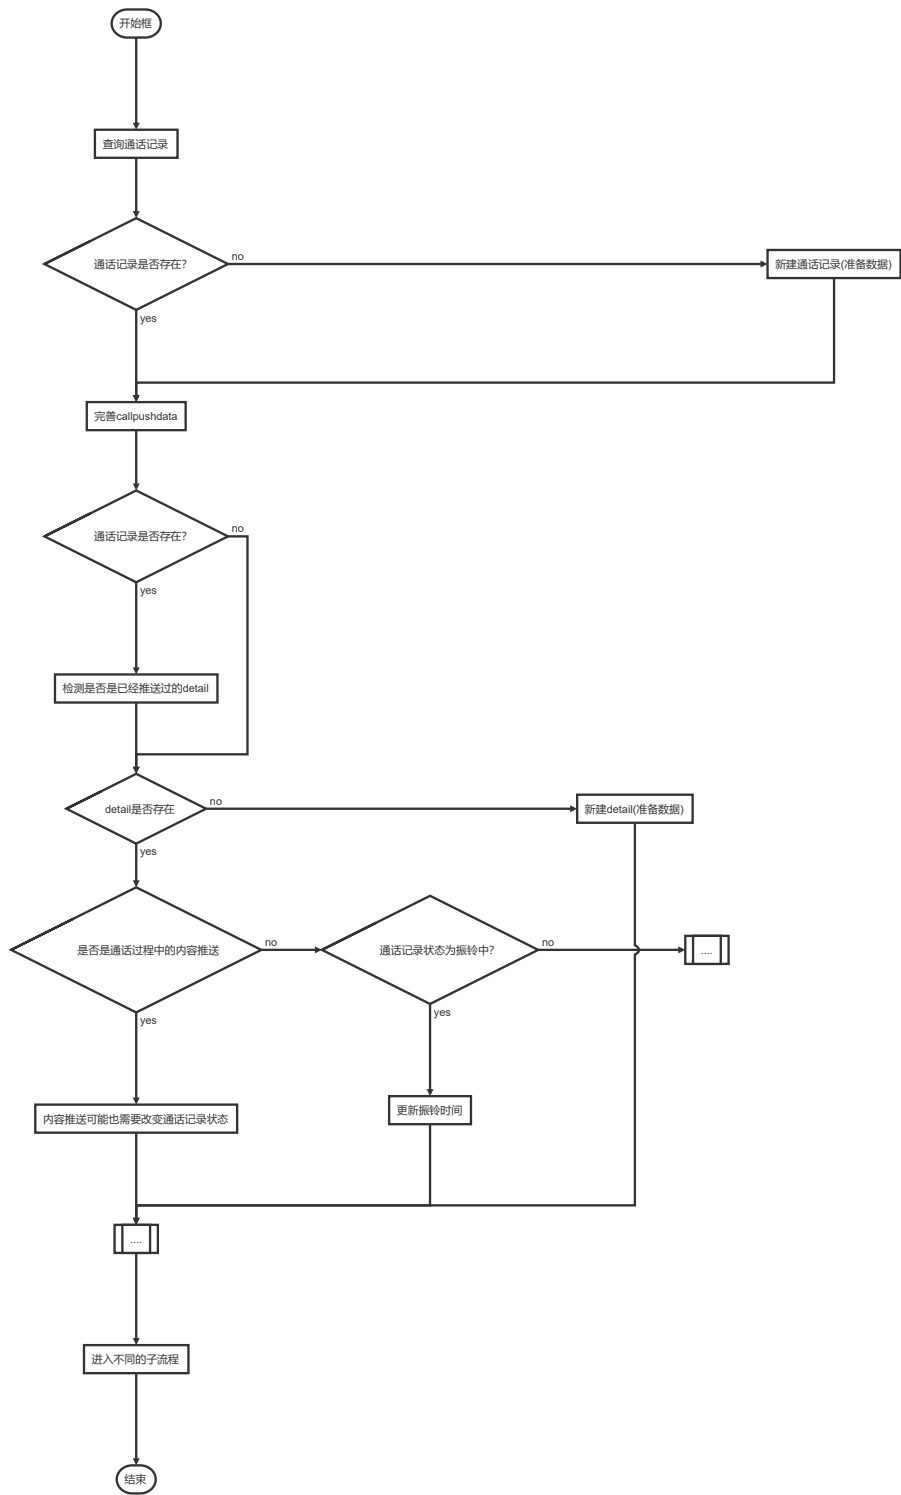 开始框
查询通话记录
通话记录是否存在?
no
新建通话记录(准备数据)
yes
完善callpushdata
通话记录是否存在?
no
yes
检测是否是已经推送过的detail
detail是否存在
no
新建detail(准备数据)
yes
是否是通话过程中的内容推送
no
通话记录状态为振铃中?
no
....
yes
yes
内容推送可能也需要改变通话记录状态
更新振铃时间
....
进入不同的子流程
结束